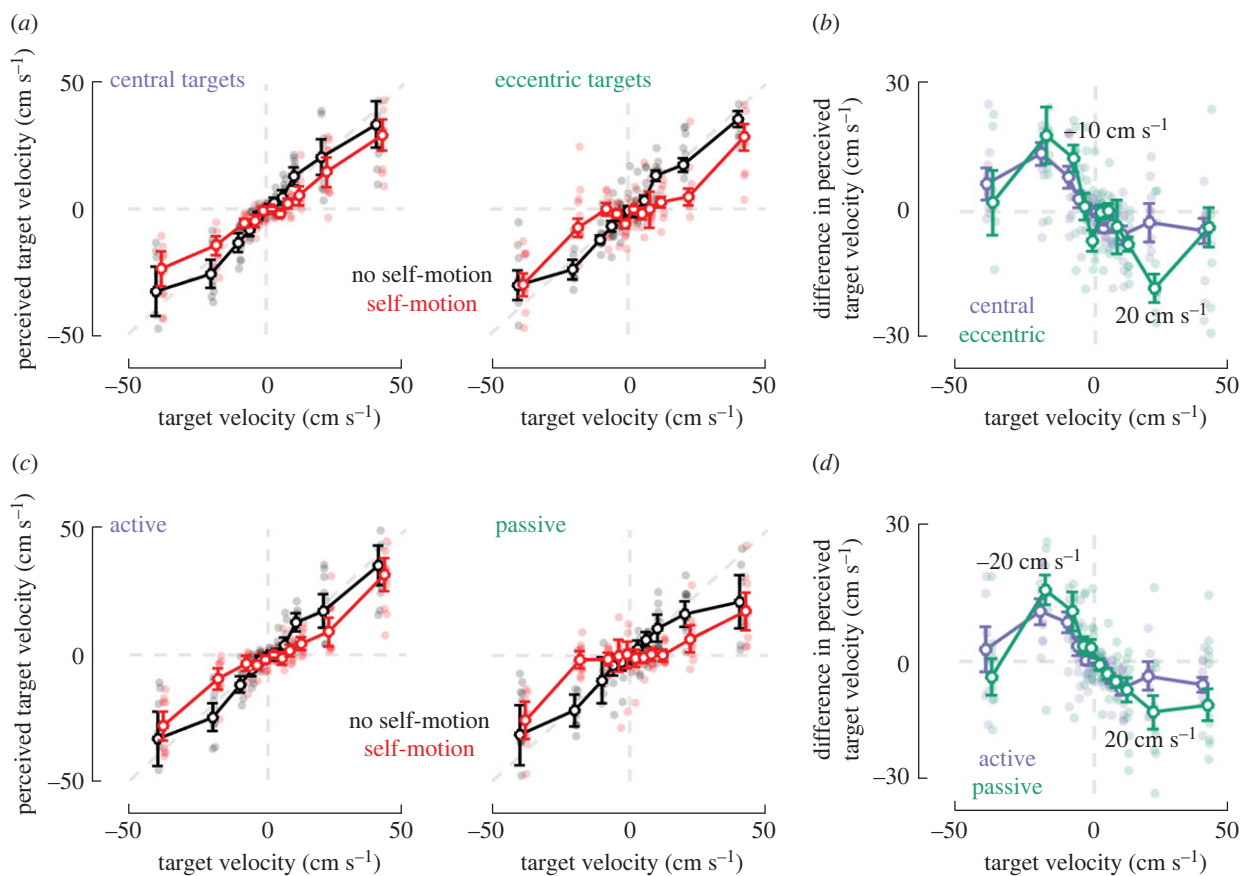 (a)
(b)
central targets
eccentric targets
perceived target velocity (cm s⁻¹)
50
0
−50
no self-motion
self-motion
−50
0
50
−50
0
50
target velocity (cm s⁻¹)
target velocity (cm s⁻¹)
difference in perceived
target velocity (cm s⁻¹)
30
0
−30
−10 cm s⁻¹
20 cm s⁻¹
central
eccentric
−50
0
50
target velocity (cm s⁻¹)
(c)
(d)
active
passive
perceived target velocity (cm s⁻¹)
50
0
−50
no self-motion
self-motion
−50
0
50
−50
0
50
target velocity (cm s⁻¹)
target velocity (cm s⁻¹)
difference in perceived
target velocity (cm s⁻¹)
30
0
−30
−20 cm s⁻¹
20 cm s⁻¹
active
passive
−50
0
50
target velocity (cm s⁻¹)